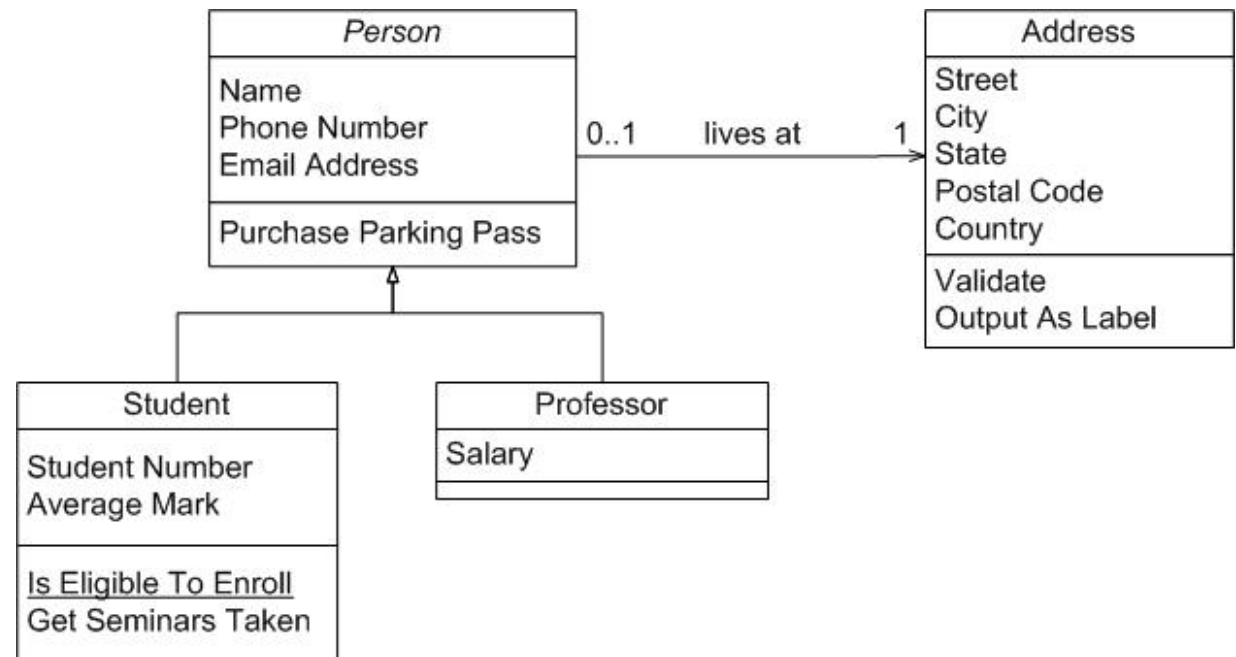 Person
Name
Phone Number
Email Address
Purchase Parking Pass
0..1 lives at 1
Address
Street
City
State
Postal Code
Country
Validate
Output As Label
Student
Student Number
Average Mark
Is Eligible To Enroll
Get Seminars Taken
Professor
Salary